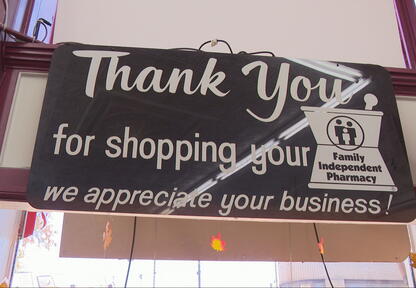 Thank You
for shopping your
Family
Independent
Pharmacy
we appreciate your business!